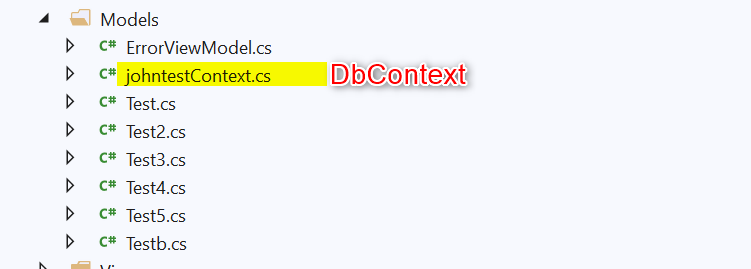 Models
C# ErrorViewModel.cs
C# johntestContext.cs DbContext
C# Test.cs
C# Test2.cs
C# Test3.cs
C# Test4.cs
C# Test5.cs
C# Testb.cs